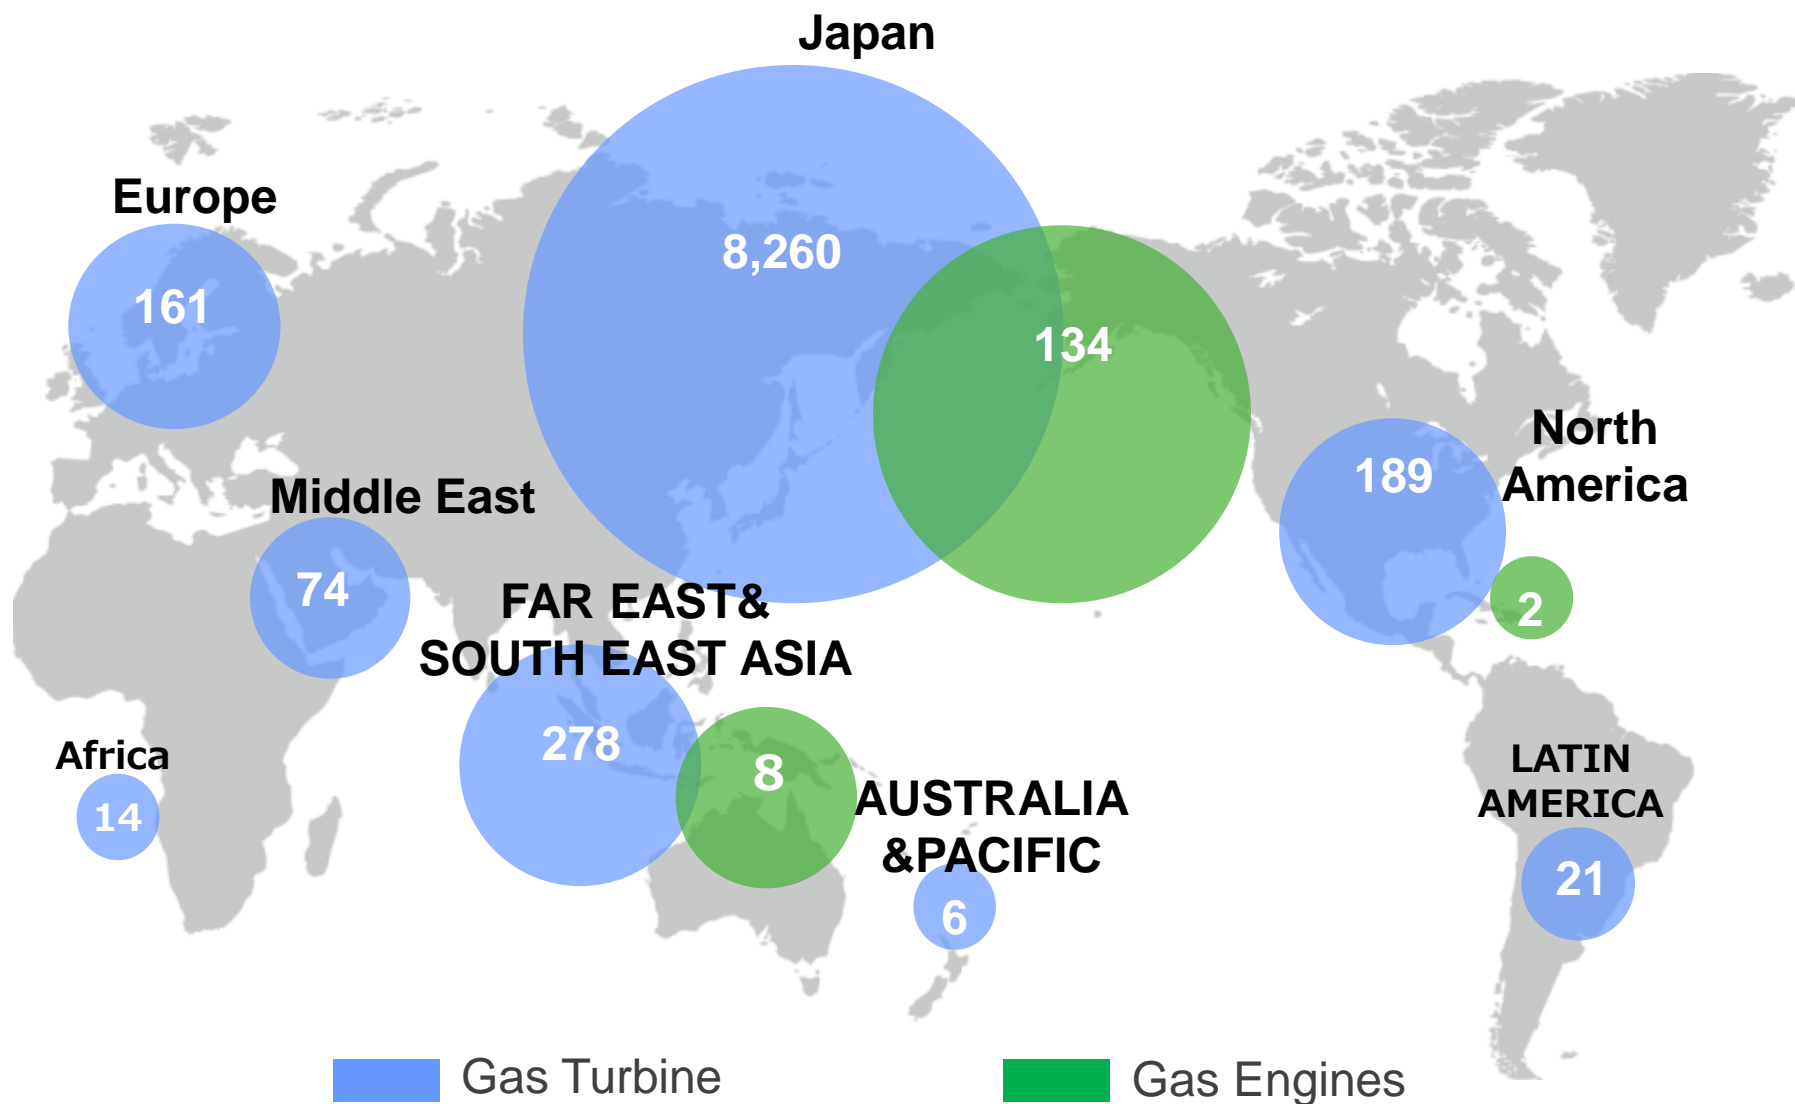 Japan
8,260
134
Europe
161
Middle East
74
North
America
189
2
FAR EAST&
SOUTH EAST ASIA
278
8
Africa
14
AUSTRALIA
&PACIFIC
6
LATIN
AMERICA
21
Gas Turbine
Gas Engines